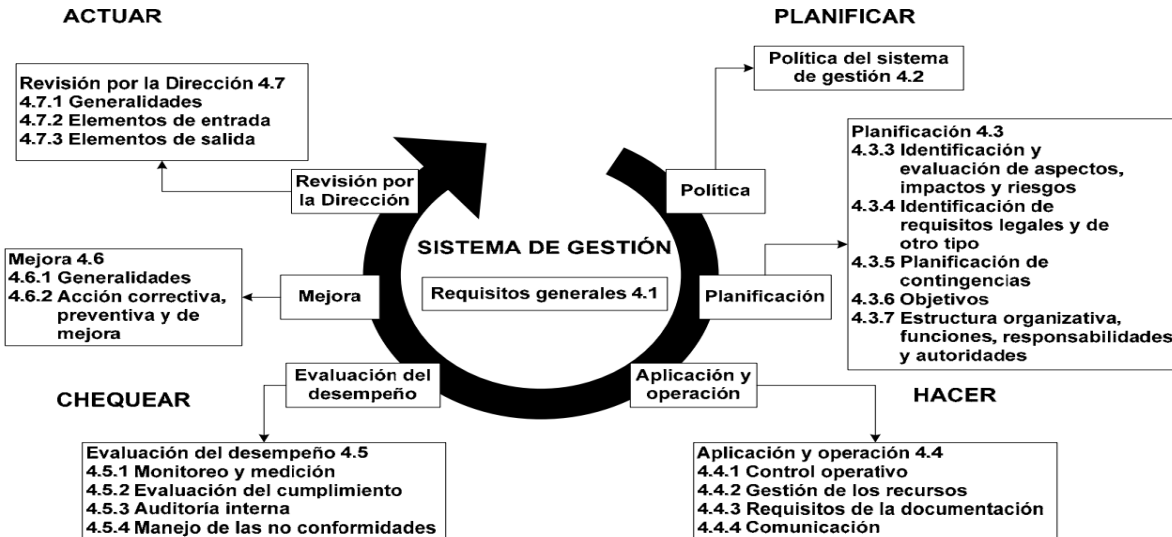 ACTUAR
PLANIFICAR
Política del sistema
de gestión 4.2
Revisión por la Dirección 4.7
4.7.1 Generalidades
4.7.2 Elementos de entrada
4.7.3 Elementos de salida
Planificación 4.3
4.3.3 Identificación y
evaluación de aspectos,
impactos y riesgos
4.3.4 Identificación de
requisitos legales y de
otro tipo
4.3.5 Planificación de
contingencias
4.3.6 Objetivos
4.3.7 Estructura organizativa,
funciones, responsabilidades
y autoridades
Revisión por
la Dirección
Política
SISTEMA DE GESTIÓN
Requisitos generales 4.1
Mejora 4.6
4.6.1 Generalidades
4.6.2 Acción correctiva,
preventiva y de
mejora
Mejora
Planificación
Evaluación del
desempeño
Aplicación y
operación
CHEQUEAR
HACER
Evaluación del desempeño 4.5
4.5.1 Monitoreo y medición
4.5.2 Evaluación del cumplimiento
4.5.3 Auditoría interna
4.5.4 Manejo de las no conformidades
Aplicación y operación 4.4
4.4.1 Control operativo
4.4.2 Gestión de los recursos
4.4.3 Requisitos de la documentación
4.4.4 Comunicación